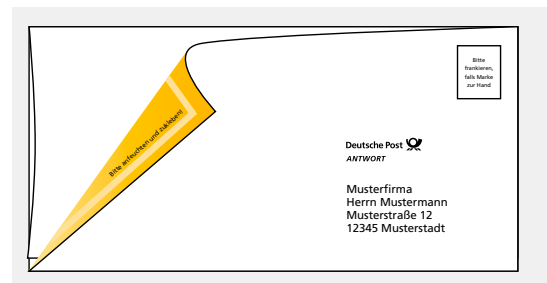 Bitte
frankieren,
falls Marke
zur Hand
Bitte anfeuchten und zukleben!
Deutsche Post
ANTWORT
Musterfirma
Herrn Mustermann
Musterstraße 12
12345 Musterstadt